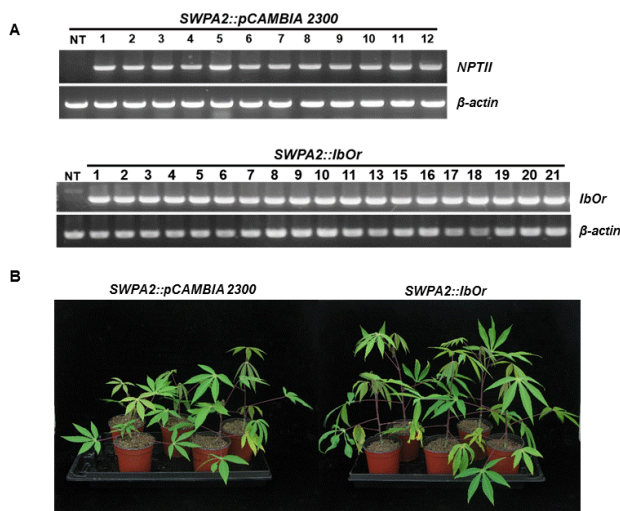 A
SWPA2::pCAMBIA 2300
NT 1 2 3 4 5 6 7 8 9 10 11 12
NPTII
β-actin
SWPA2::IbOr
NT 1 2 3 4 5 6 7 8 9 10 11 13 15 16 17 18 19 20 21
IbOr
β-actin
B
SWPA2::pCAMBIA 2300 SWPA2::IbOr